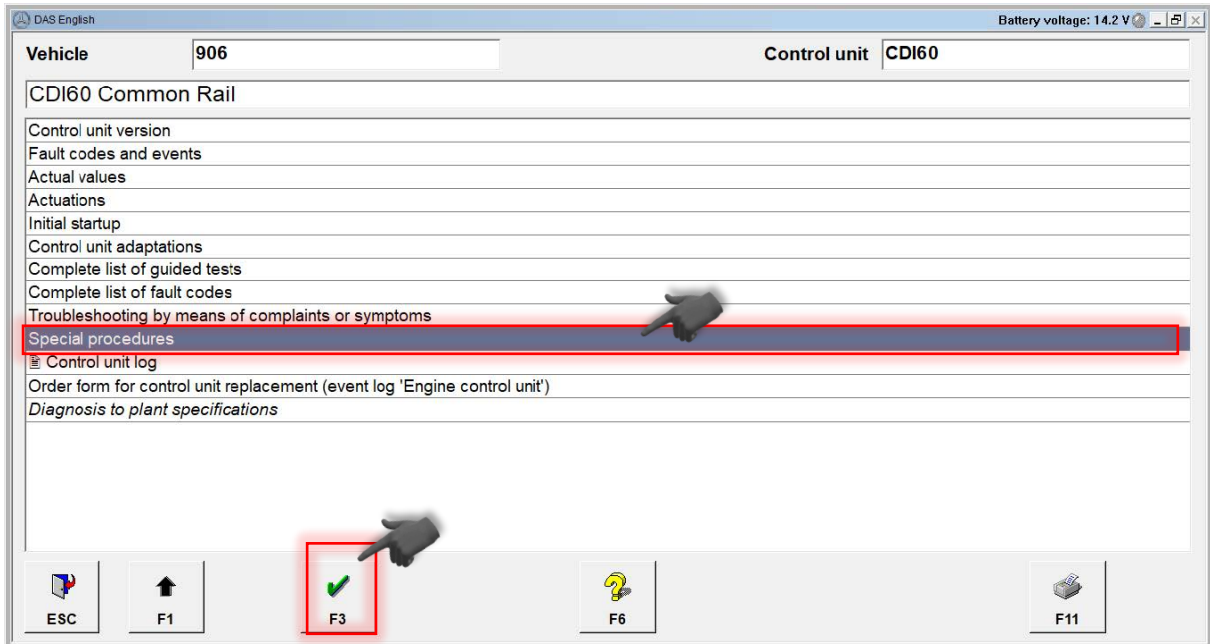 DAS English
Battery voltage: 14.2 V
Vehicle 906 Control unit CDI60
CDI60 Common Rail
Control unit version
Fault codes and events
Actual values
Actuations
Initial startup
Control unit adaptations
Complete list of guided tests
Complete list of fault codes
Troubleshooting by means of complaints or symptoms
Special procedures
Control unit log
Order form for control unit replacement (event log 'Engine control unit')
Diagnosis to plant specifications
ESC F1 F3 F6 F11